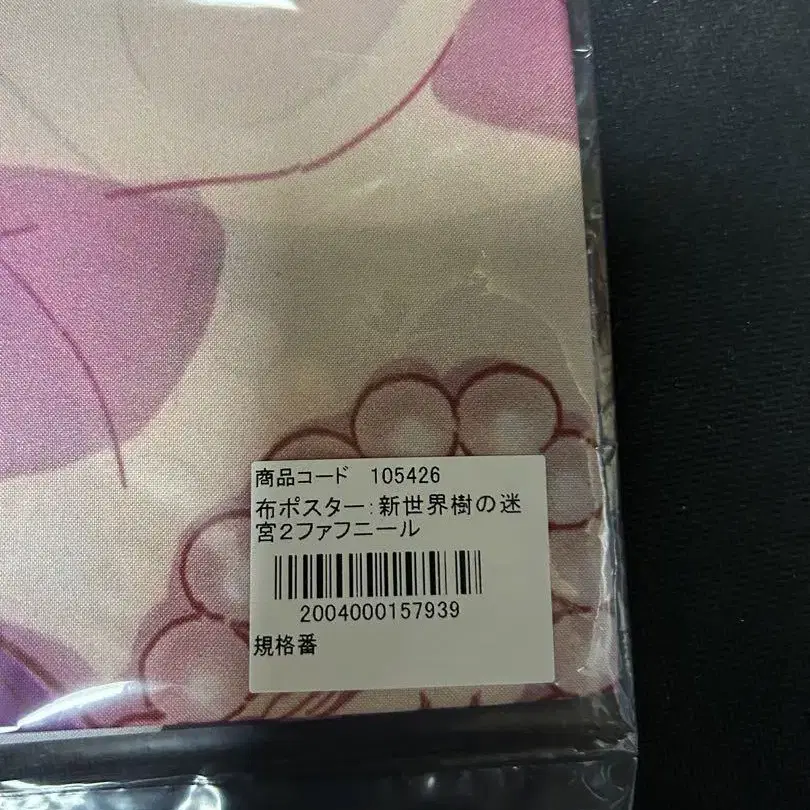 商品コード 105426
布ポスター:新世界樹の迷
宮2ファフニール
2004000157939
規格番